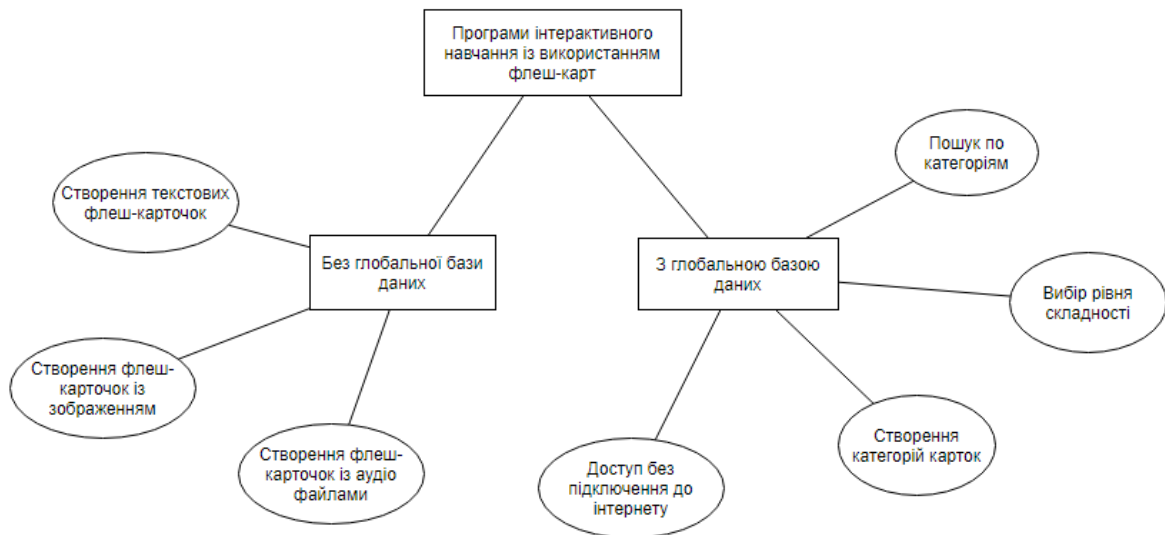 Програми інтерактивного
навчання із використанням
флеш-карт
Пошук по
категоріям
Створення текстових
флеш-карточок
Без глобальної бази
даних
З глобальною базою
даних
Вибір рівня
складності
Створення флеш-
карточок із
зображенням
Створення флеш-
карточок із аудіо
файлами
Доступ без
підключення до
інтернету
Створення
категорій карток